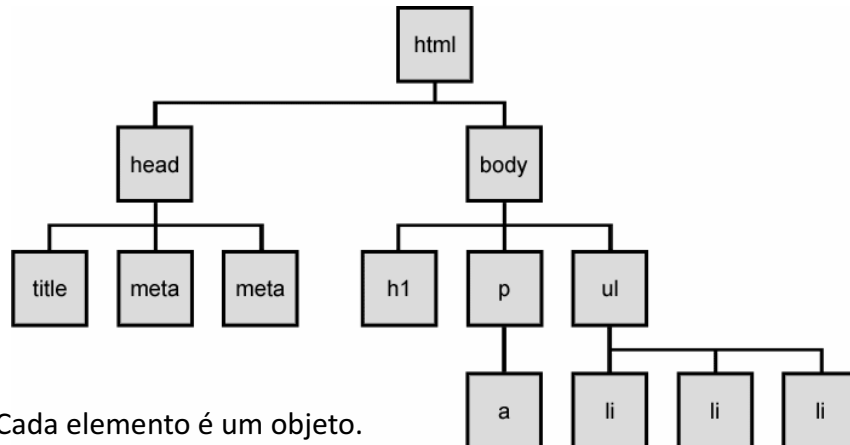 html
head body
title meta meta h1 p ul
a li li li
Cada elemento é um objeto.